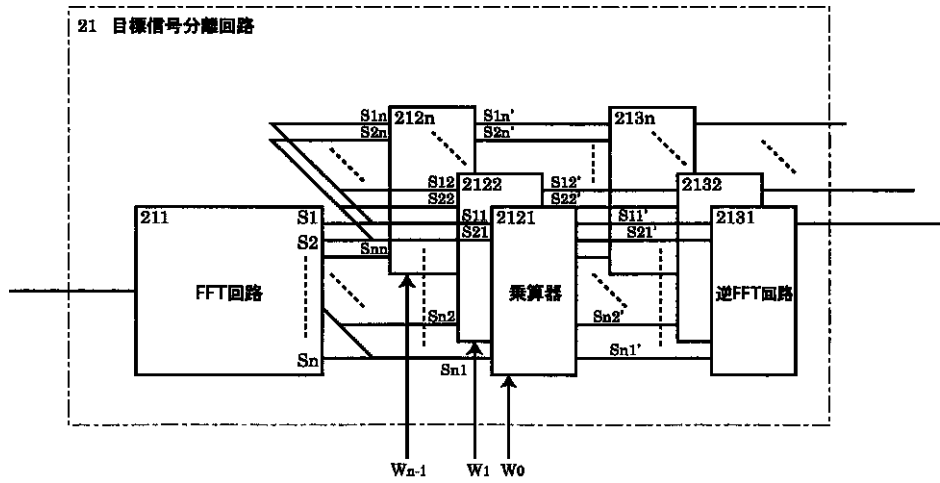 21 目標信号分離回路
S1n
212n
S1n'
213n
S2n
S2n'
S12
2122
S12'
2132
S22
S22'
211
S1
S11
2121
S11'
2131
S2
S21
S21'
Snn
FFT回路
乗算器
逆FFT回路
Sn2
Sn2'
Sn
Sn1
Sn1'
Wn-1
W1
W0